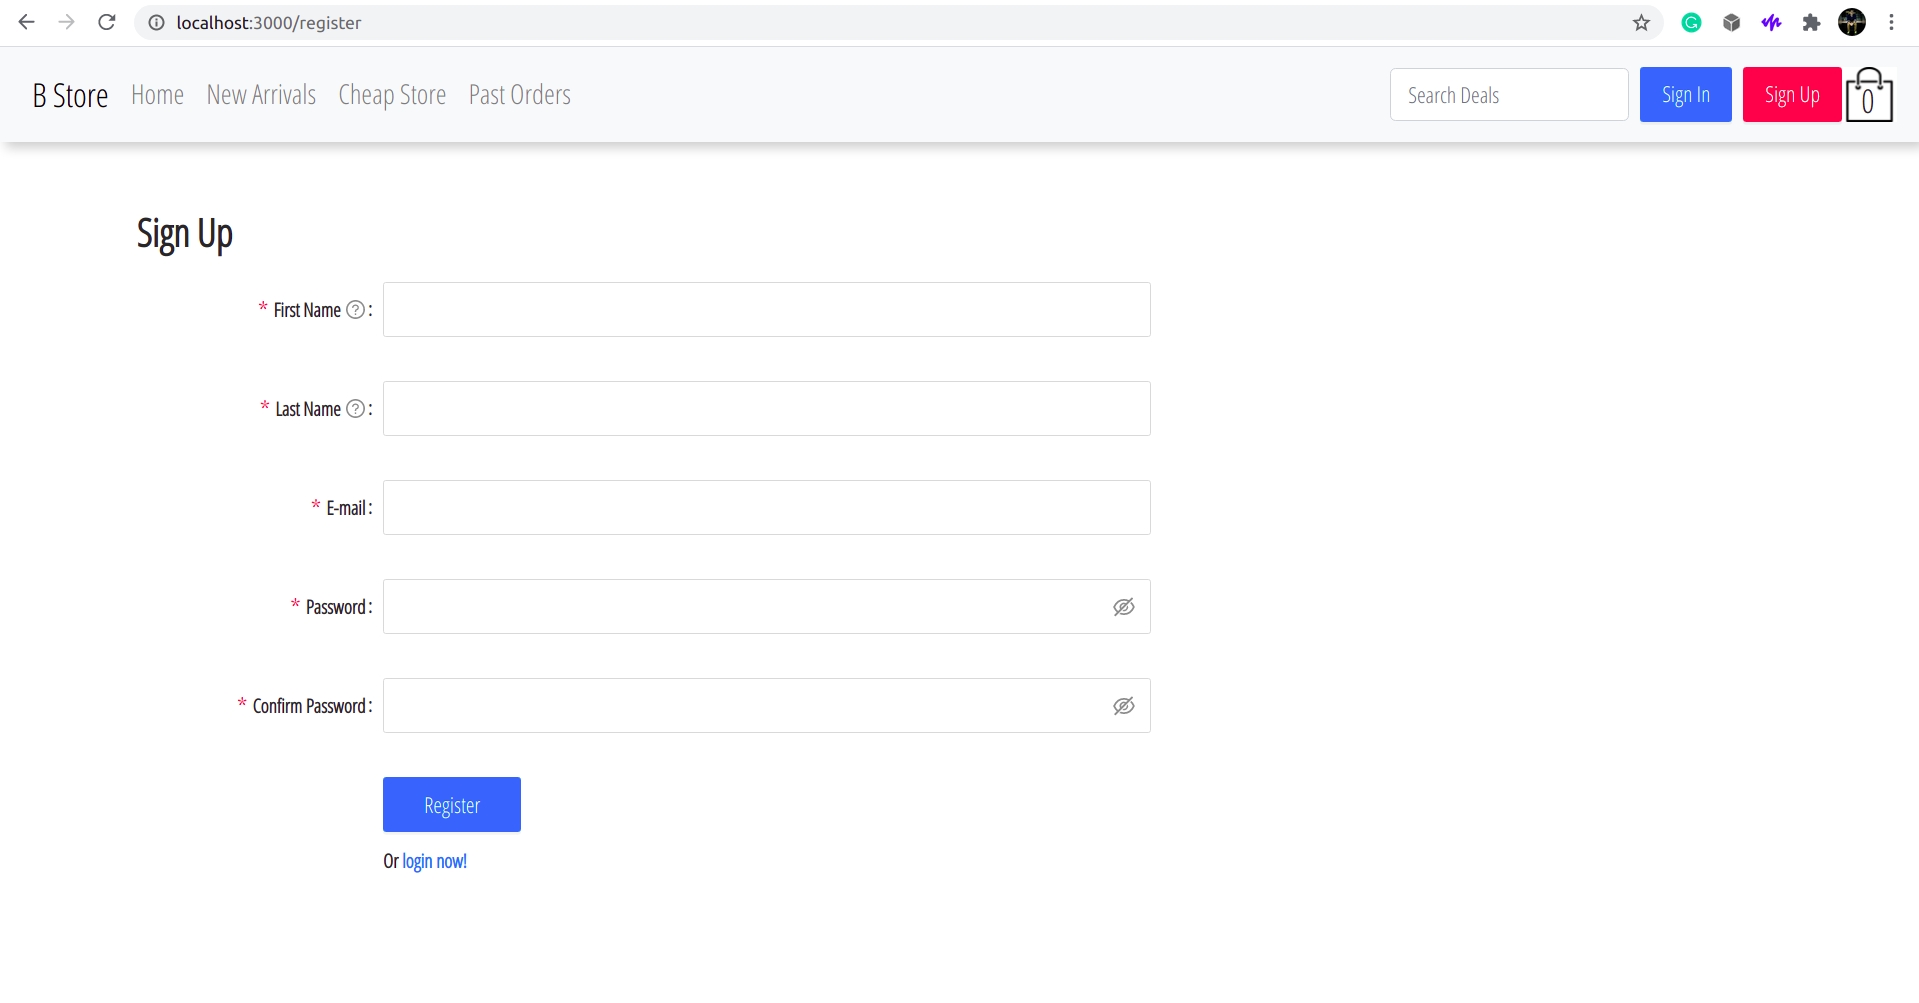 localhost:3000/register
B Store Home New Arrivals Cheap Store Past Orders Search Deals Sign In Sign Up 0
Sign Up
* First Name ? :
* Last Name ? :
* E-mail :
* Password :
* Confirm Password :
Register
Or login now!